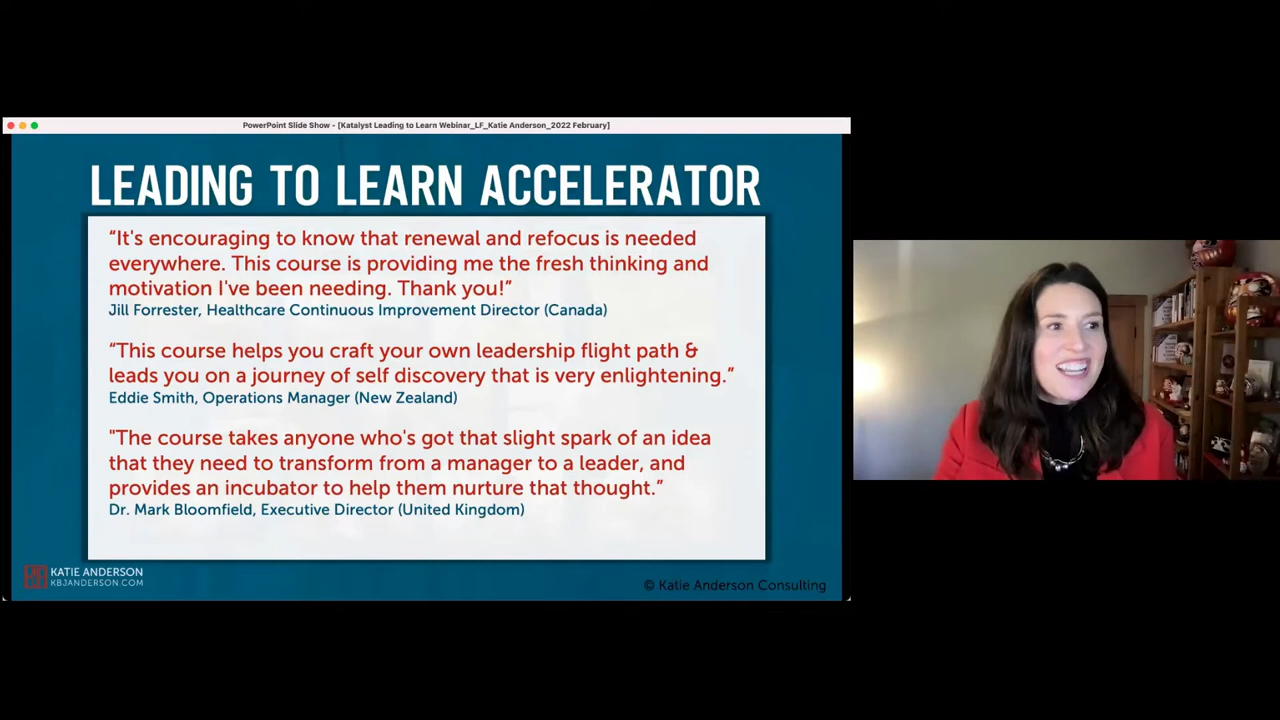 PowerPoint Slide Show - [Katalyst Leading to Learn Webinar_LF_Katie Anderson_2022 February]
LEADING TO LEARN ACCELERATOR
“It's encouraging to know that renewal and refocus is needed
everywhere. This course is providing me the fresh thinking and
motivation I've been needing. Thank you!”
Jill Forrester, Healthcare Continuous Improvement Director (Canada)
“This course helps you craft your own leadership flight path &
leads you on a journey of self discovery that is very enlightening.”
Eddie Smith, Operations Manager (New Zealand)
"The course takes anyone who's got that slight spark of an idea
that they need to transform from a manager to a leader, and
provides an incubator to help them nurture that thought.”
Dr. Mark Bloomfield, Executive Director (United Kingdom)
KATIE ANDERSON
KBJANDERSON.COM
© Katie Anderson Consulting